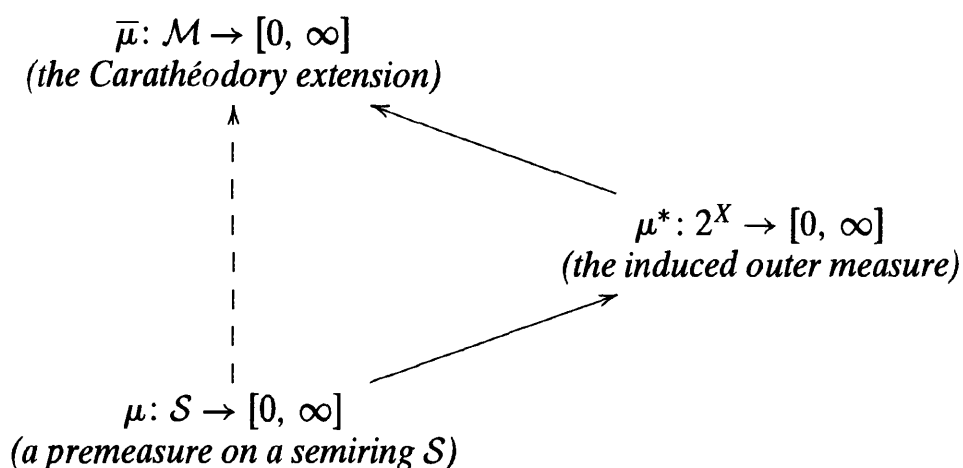 μ̅: ℳ → [0, ∞]
(the Carathéodory extension)
μ*: 2^X → [0, ∞]
(the induced outer measure)
μ: 𝒮 → [0, ∞]
(a premeasure on a semiring 𝒮)